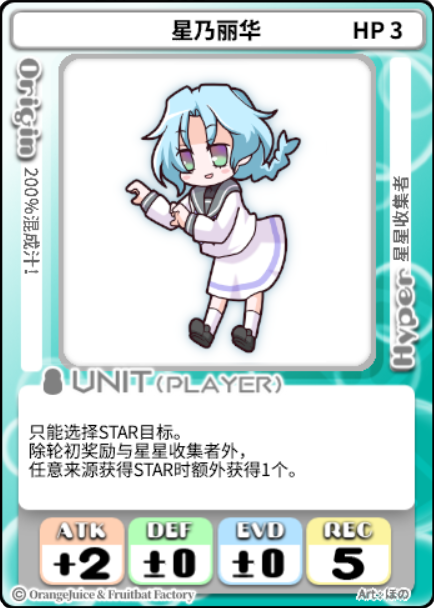 星乃丽华
HP 3
Origin
200%混成汁！
星星收集者
Hyper
UNIT(PLAYER)
只能选择STAR目标。
除轮初奖励与星星收集者外，
任意来源获得STAR时额外获得1个。
ATK DEF EVD REC
+2 ±0 ±0 5
© OrangeJuice & Fruitbat Factory
Art: ほの